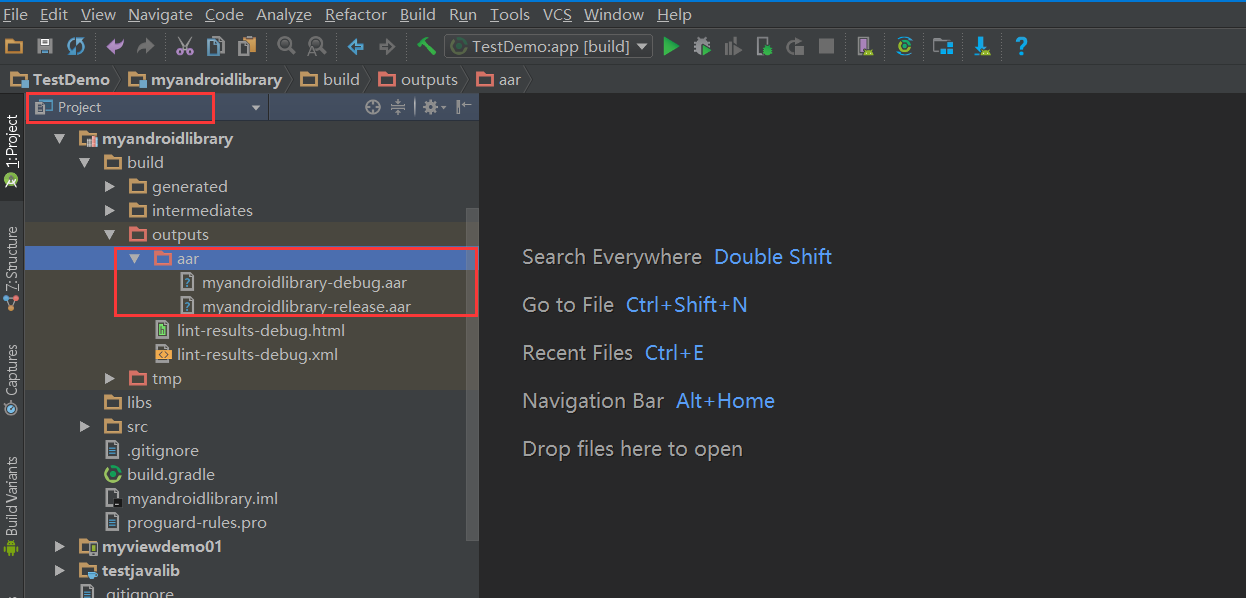 File Edit View Navigate Code Analyze Refactor Build Run Tools VCS Window Help
TestDemo:app [build]
TestDemo myandroidlibrary build outputs aar
Project
1: Project
Z: Structure
Captures
Build Variants
myandroidlibrary
build
generated
intermediates
outputs
aar
myandroidlibrary-debug.aar
myandroidlibrary-release.aar
lint-results-debug.html
lint-results-debug.xml
tmp
libs
src
.gitignore
build.gradle
myandroidlibrary.iml
proguard-rules.pro
myviewdemo01
testjavalib
.gitignore
Search Everywhere Double Shift
Go to File Ctrl+Shift+N
Recent Files Ctrl+E
Navigation Bar Alt+Home
Drop files here to open